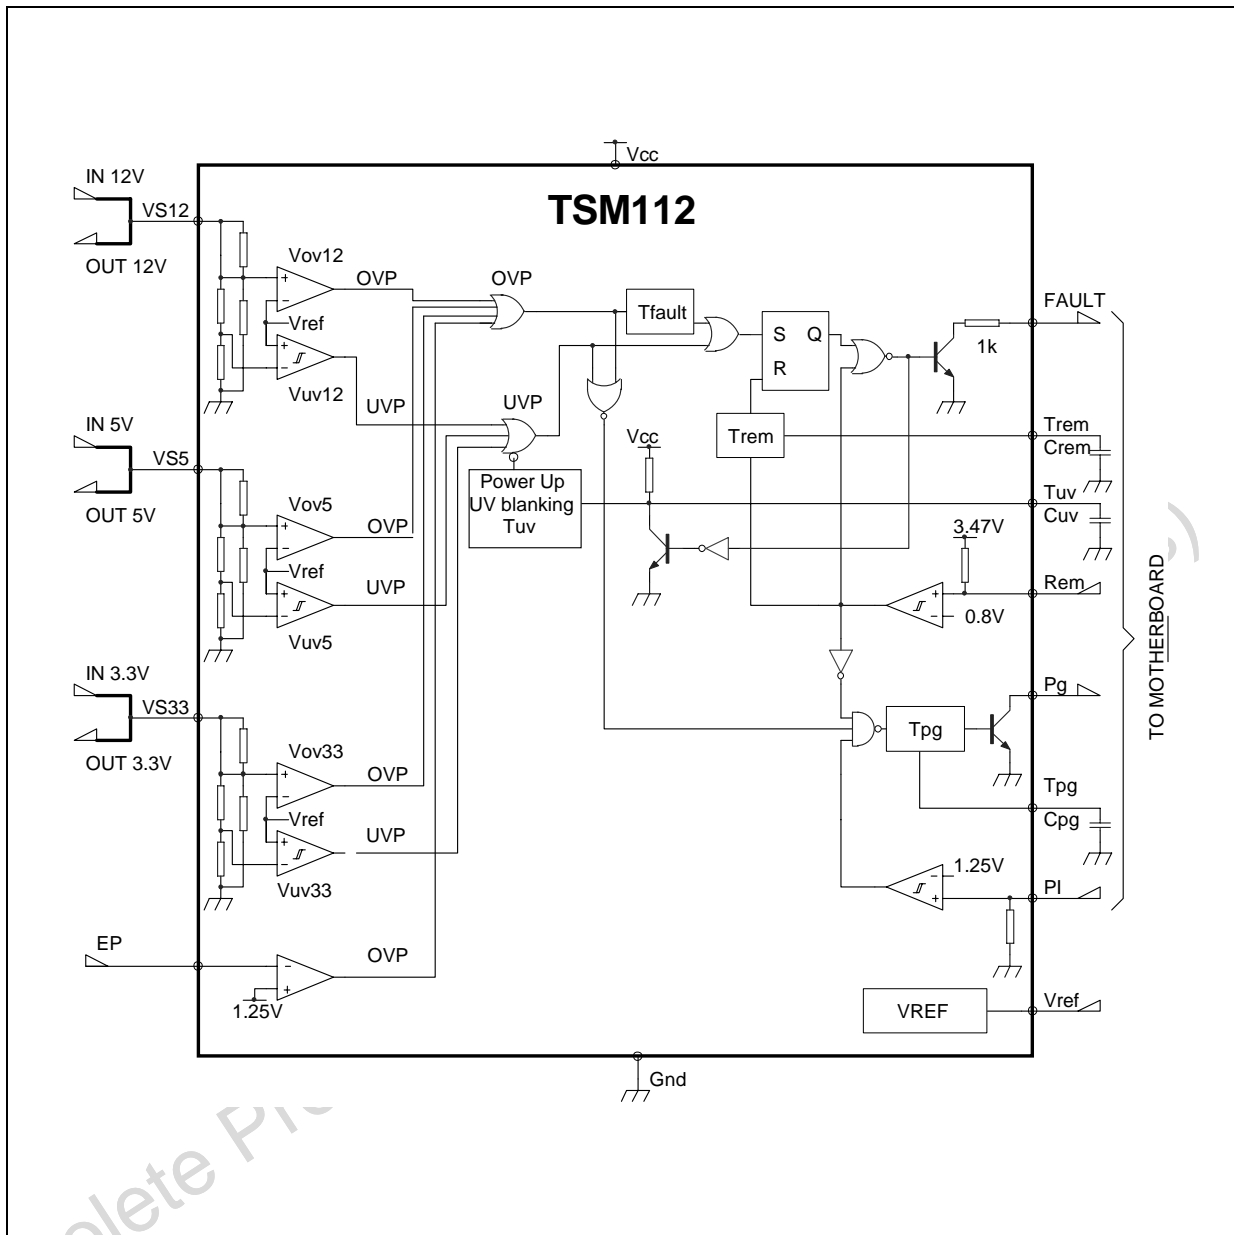 Vcc
TSM112
IN 12V
VS12
OUT 12V
Vov12
OVP
OVP
Vref
Vuv12
UVP
UVP
Tfault
S Q
R
1k
FAULT
Trem
Trem
Crem
Vcc
Power Up
UV blanking
Tuv
Tuv
Cuv
IN 5V
VS5
OUT 5V
Vov5
OVP
Vref
UVP
Vuv5
3.47V
0.8V
Rem
TO MOTHERBOARD
IN 3.3V
VS33
OUT 3.3V
Vov33
OVP
Vref
UVP
Vuv33
Tpg
Pg
Tpg
Cpg
1.25V
PI
EP
OVP
1.25V
VREF
Vref
Gnd